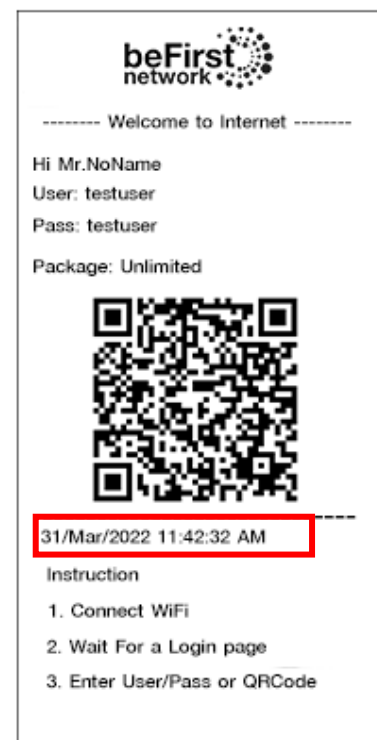 beFirst
network
-------- Welcome to Internet --------
Hi Mr.NoName
User: testuser
Pass: testuser
Package: Unlimited
31/Mar/2022 11:42:32 AM
Instruction
1. Connect WiFi
2. Wait For a Login page
3. Enter User/Pass or QRCode